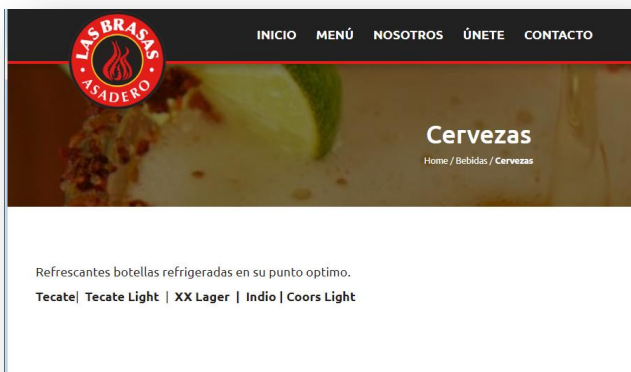 LAS BRASAS
ASADERO
INICIO MENÚ NOSOTROS ÚNETE CONTACTO
Cervezas
Home / Bebidas / Cervezas
Refrescantes botellas refrigeradas en su punto optimo.
Tecate| Tecate Light | XX Lager | Indio | Coors Light